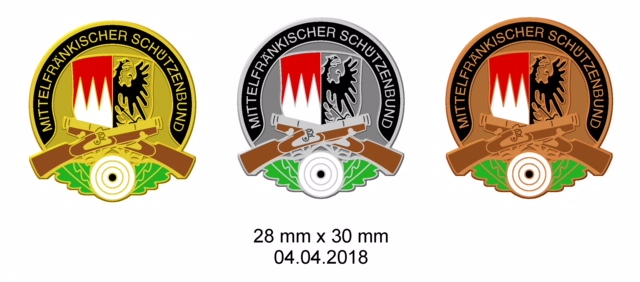 MITTELFRÄNKISCHER SCHÜTZENBUND
MITTELFRÄNKISCHER SCHÜTZENBUND
MITTELFRÄNKISCHER SCHÜTZENBUND
28 mm x 30 mm
04.04.2018